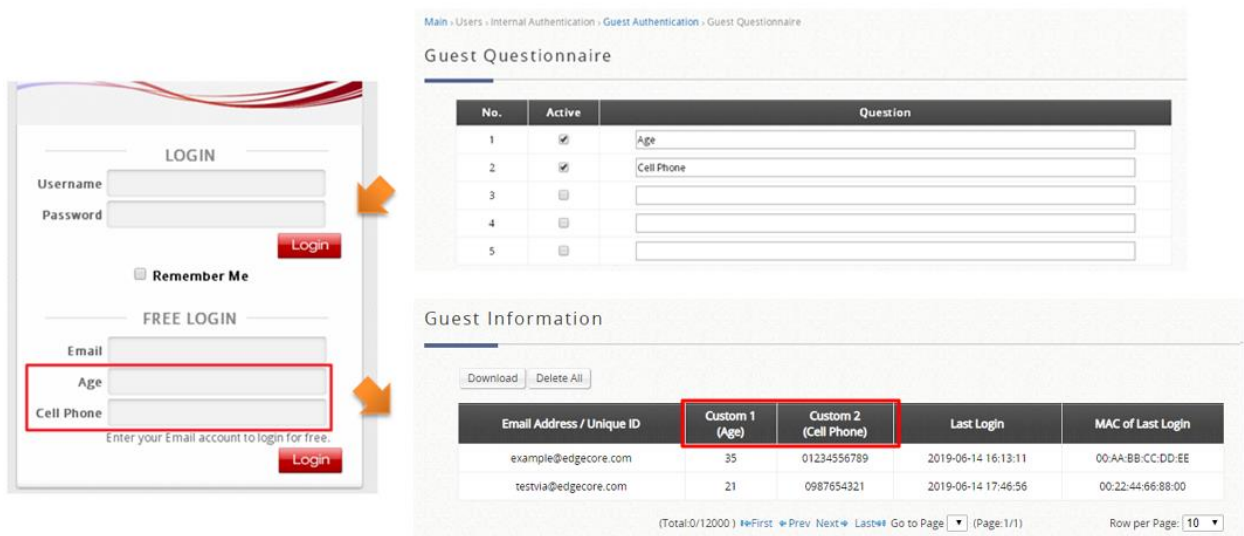 LOGIN
Username
Password
Login
Remember Me
FREE LOGIN
Email
Age
Cell Phone
Enter your Email account to login for free.
Login
Main › Users › Internal Authentication › Guest Authentication › Guest Questionnaire
Guest Questionnaire
No. Active Question
1 Age
2 Cell Phone
3
4
5
Guest Information
Download Delete All
Email Address / Unique ID Custom 1 (Age) Custom 2 (Cell Phone) Last Login MAC of Last Login
example@edgecore.com 35 01234556789 2019-06-14 16:13:11 00:AA:BB:CC:DD:EE
testvia@edgecore.com 21 0987654321 2019-06-14 17:46:56 00:22:44:66:88:00
(Total:0/12000) First Prev Next Last Go to Page (Page:1/1) Row per Page: 10